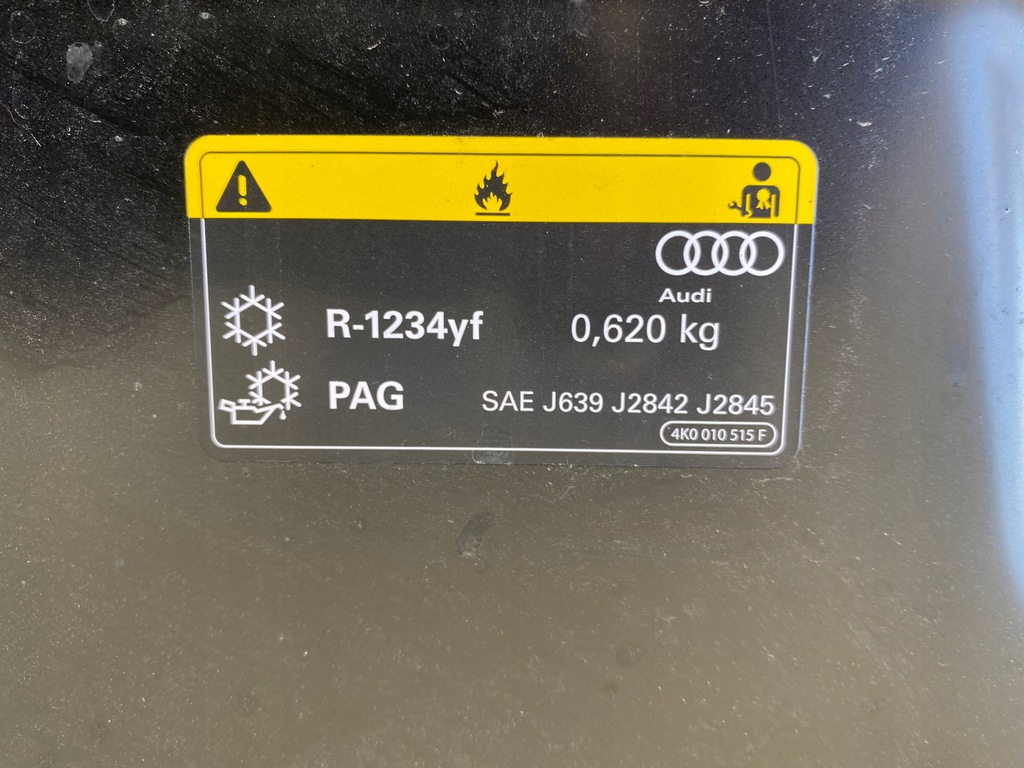 Audi
R-1234yf 0,620 kg
PAG SAE J639 J2842 J2845
4K0 010 515 F